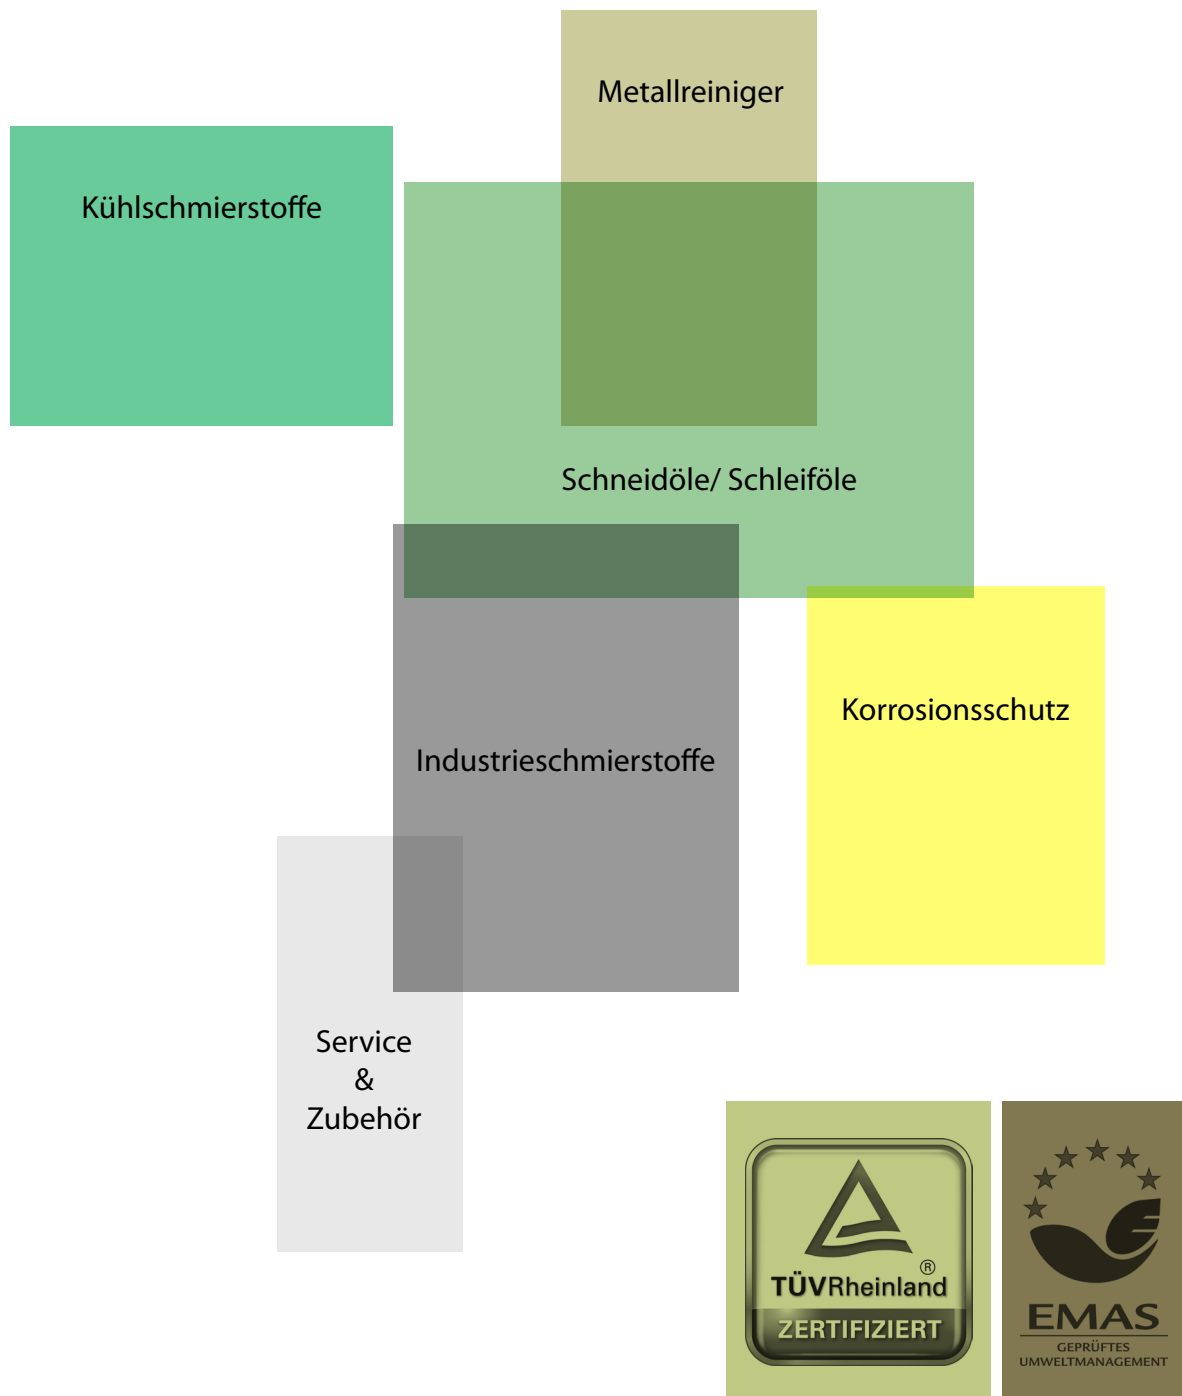 Metallreiniger
Kühlschmierstoffe
Schneidöle/ Schleiföle
Korrosionsschutz
Industrieschmierstoffe
Service
&
Zubehör
®
TÜVRheinland
ZERTIFIZIERT
EMAS
GEPRÜFTES
UMWELTMANAGEMENT